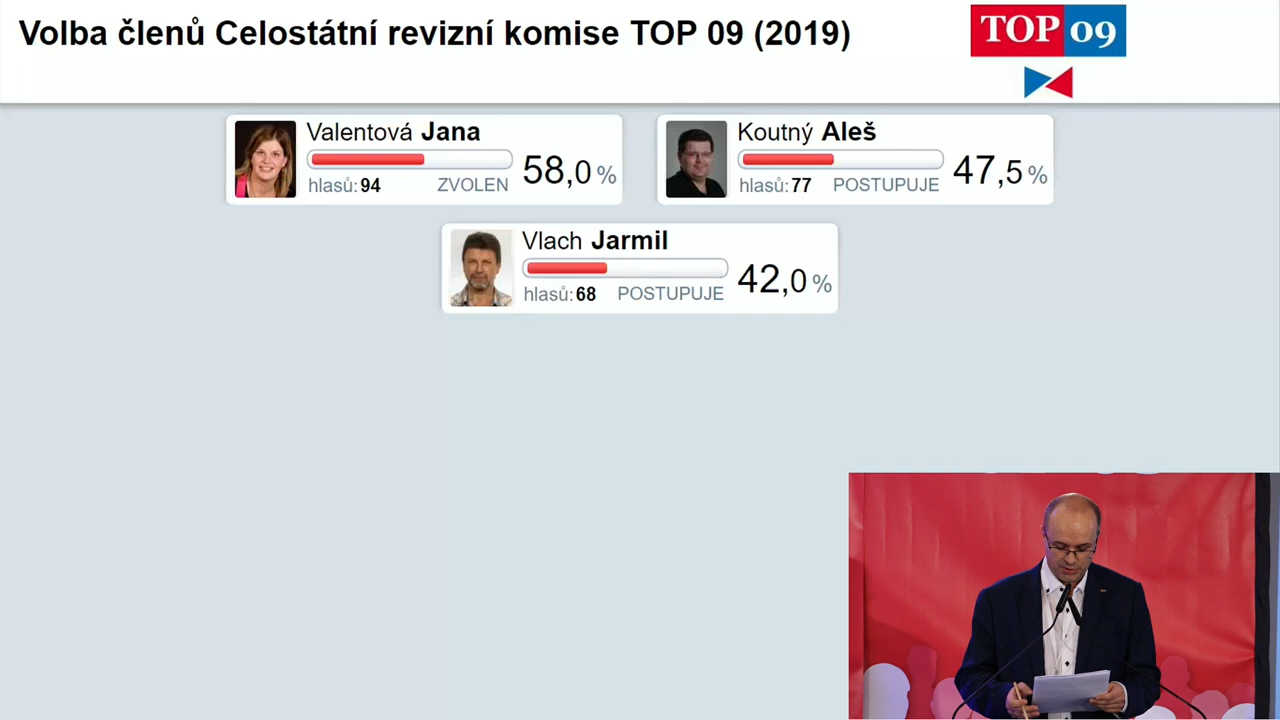 Volba členů Celostátní revizní komise TOP 09 (2019)
TOP 09
Valentová Jana
58,0 %
hlasů: 94 ZVOLEN
Koutný Aleš
47,5 %
hlasů: 77 POSTUPUJE
Vlach Jarmil
42,0 %
hlasů: 68 POSTUPUJE